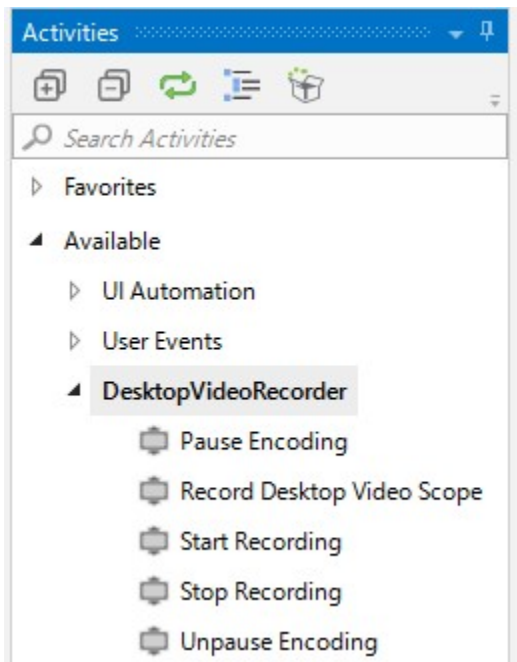 Activities
Search Activities
Favorites
Available
UI Automation
User Events
DesktopVideoRecorder
Pause Encoding
Record Desktop Video Scope
Start Recording
Stop Recording
Unpause Encoding